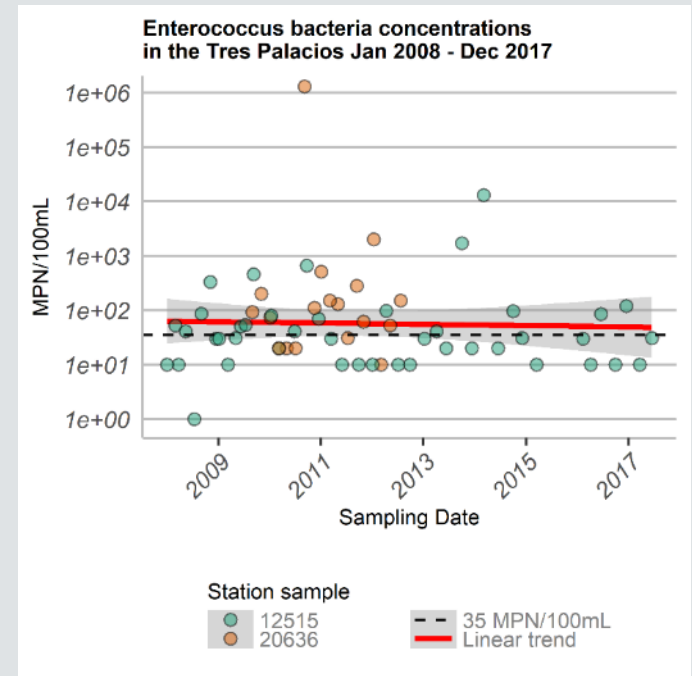 Enterococcus bacteria concentrations
in the Tres Palacios Jan 2008 - Dec 2017
MPN/100mL
1e+06
1e+05
1e+04
1e+03
1e+02
1e+01
1e+00
2009 2011 2013 2015 2017
Sampling Date
Station sample
12515
20636
35 MPN/100mL
Linear trend